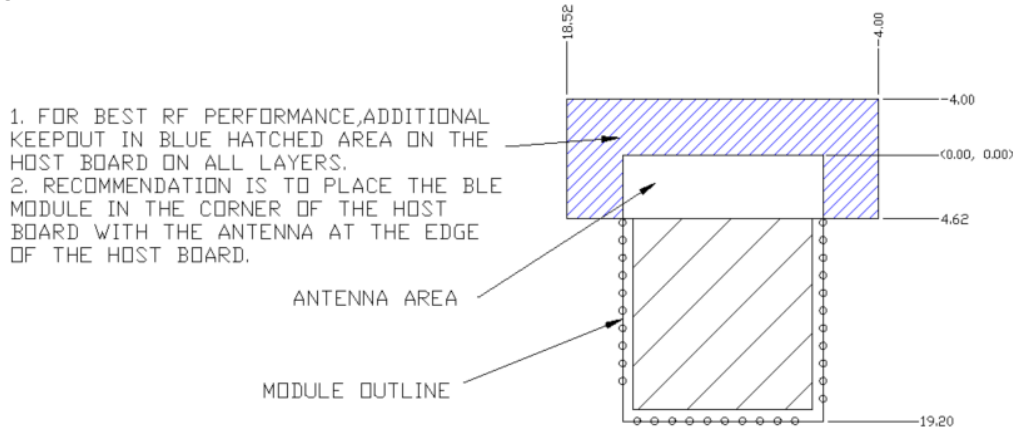 18.52
-4.00
1. FOR BEST RF PERFORMANCE,ADDITIONAL
KEEPOUT IN BLUE HATCHED AREA ON THE
HOST BOARD ON ALL LAYERS.
2. RECOMMENDATION IS TO PLACE THE BLE
MODULE IN THE CORNER OF THE HOST
BOARD WITH THE ANTENNA AT THE EDGE
OF THE HOST BOARD.
-4.00
(0.00, 0.00)
4.62
ANTENNA AREA
MODULE OUTLINE
19.20